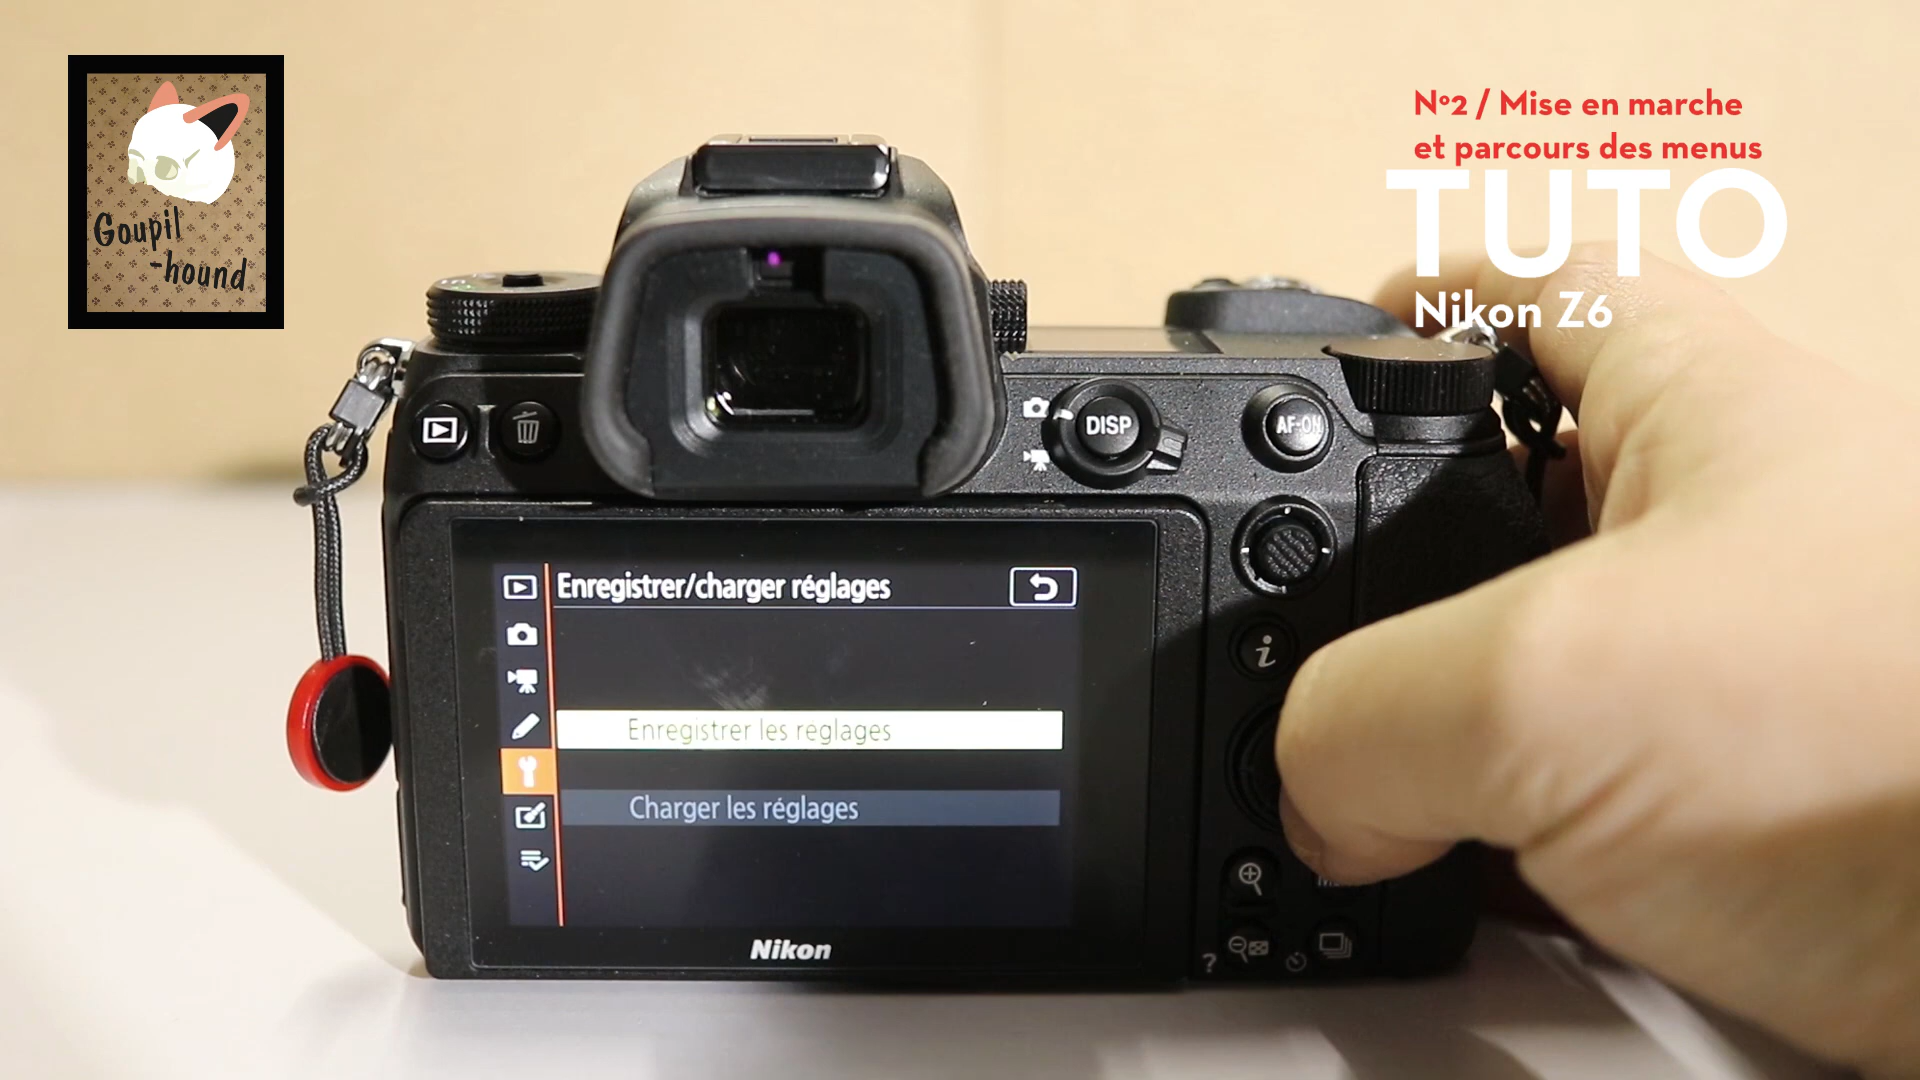 Goupil
-hound
N°2 / Mise en marche
et parcours des menus
TUTO
Nikon Z6
DISP
AF-ON
Enregistrer/charger réglages
i
Enregistrer les réglages
Charger les réglages
Nikon
?